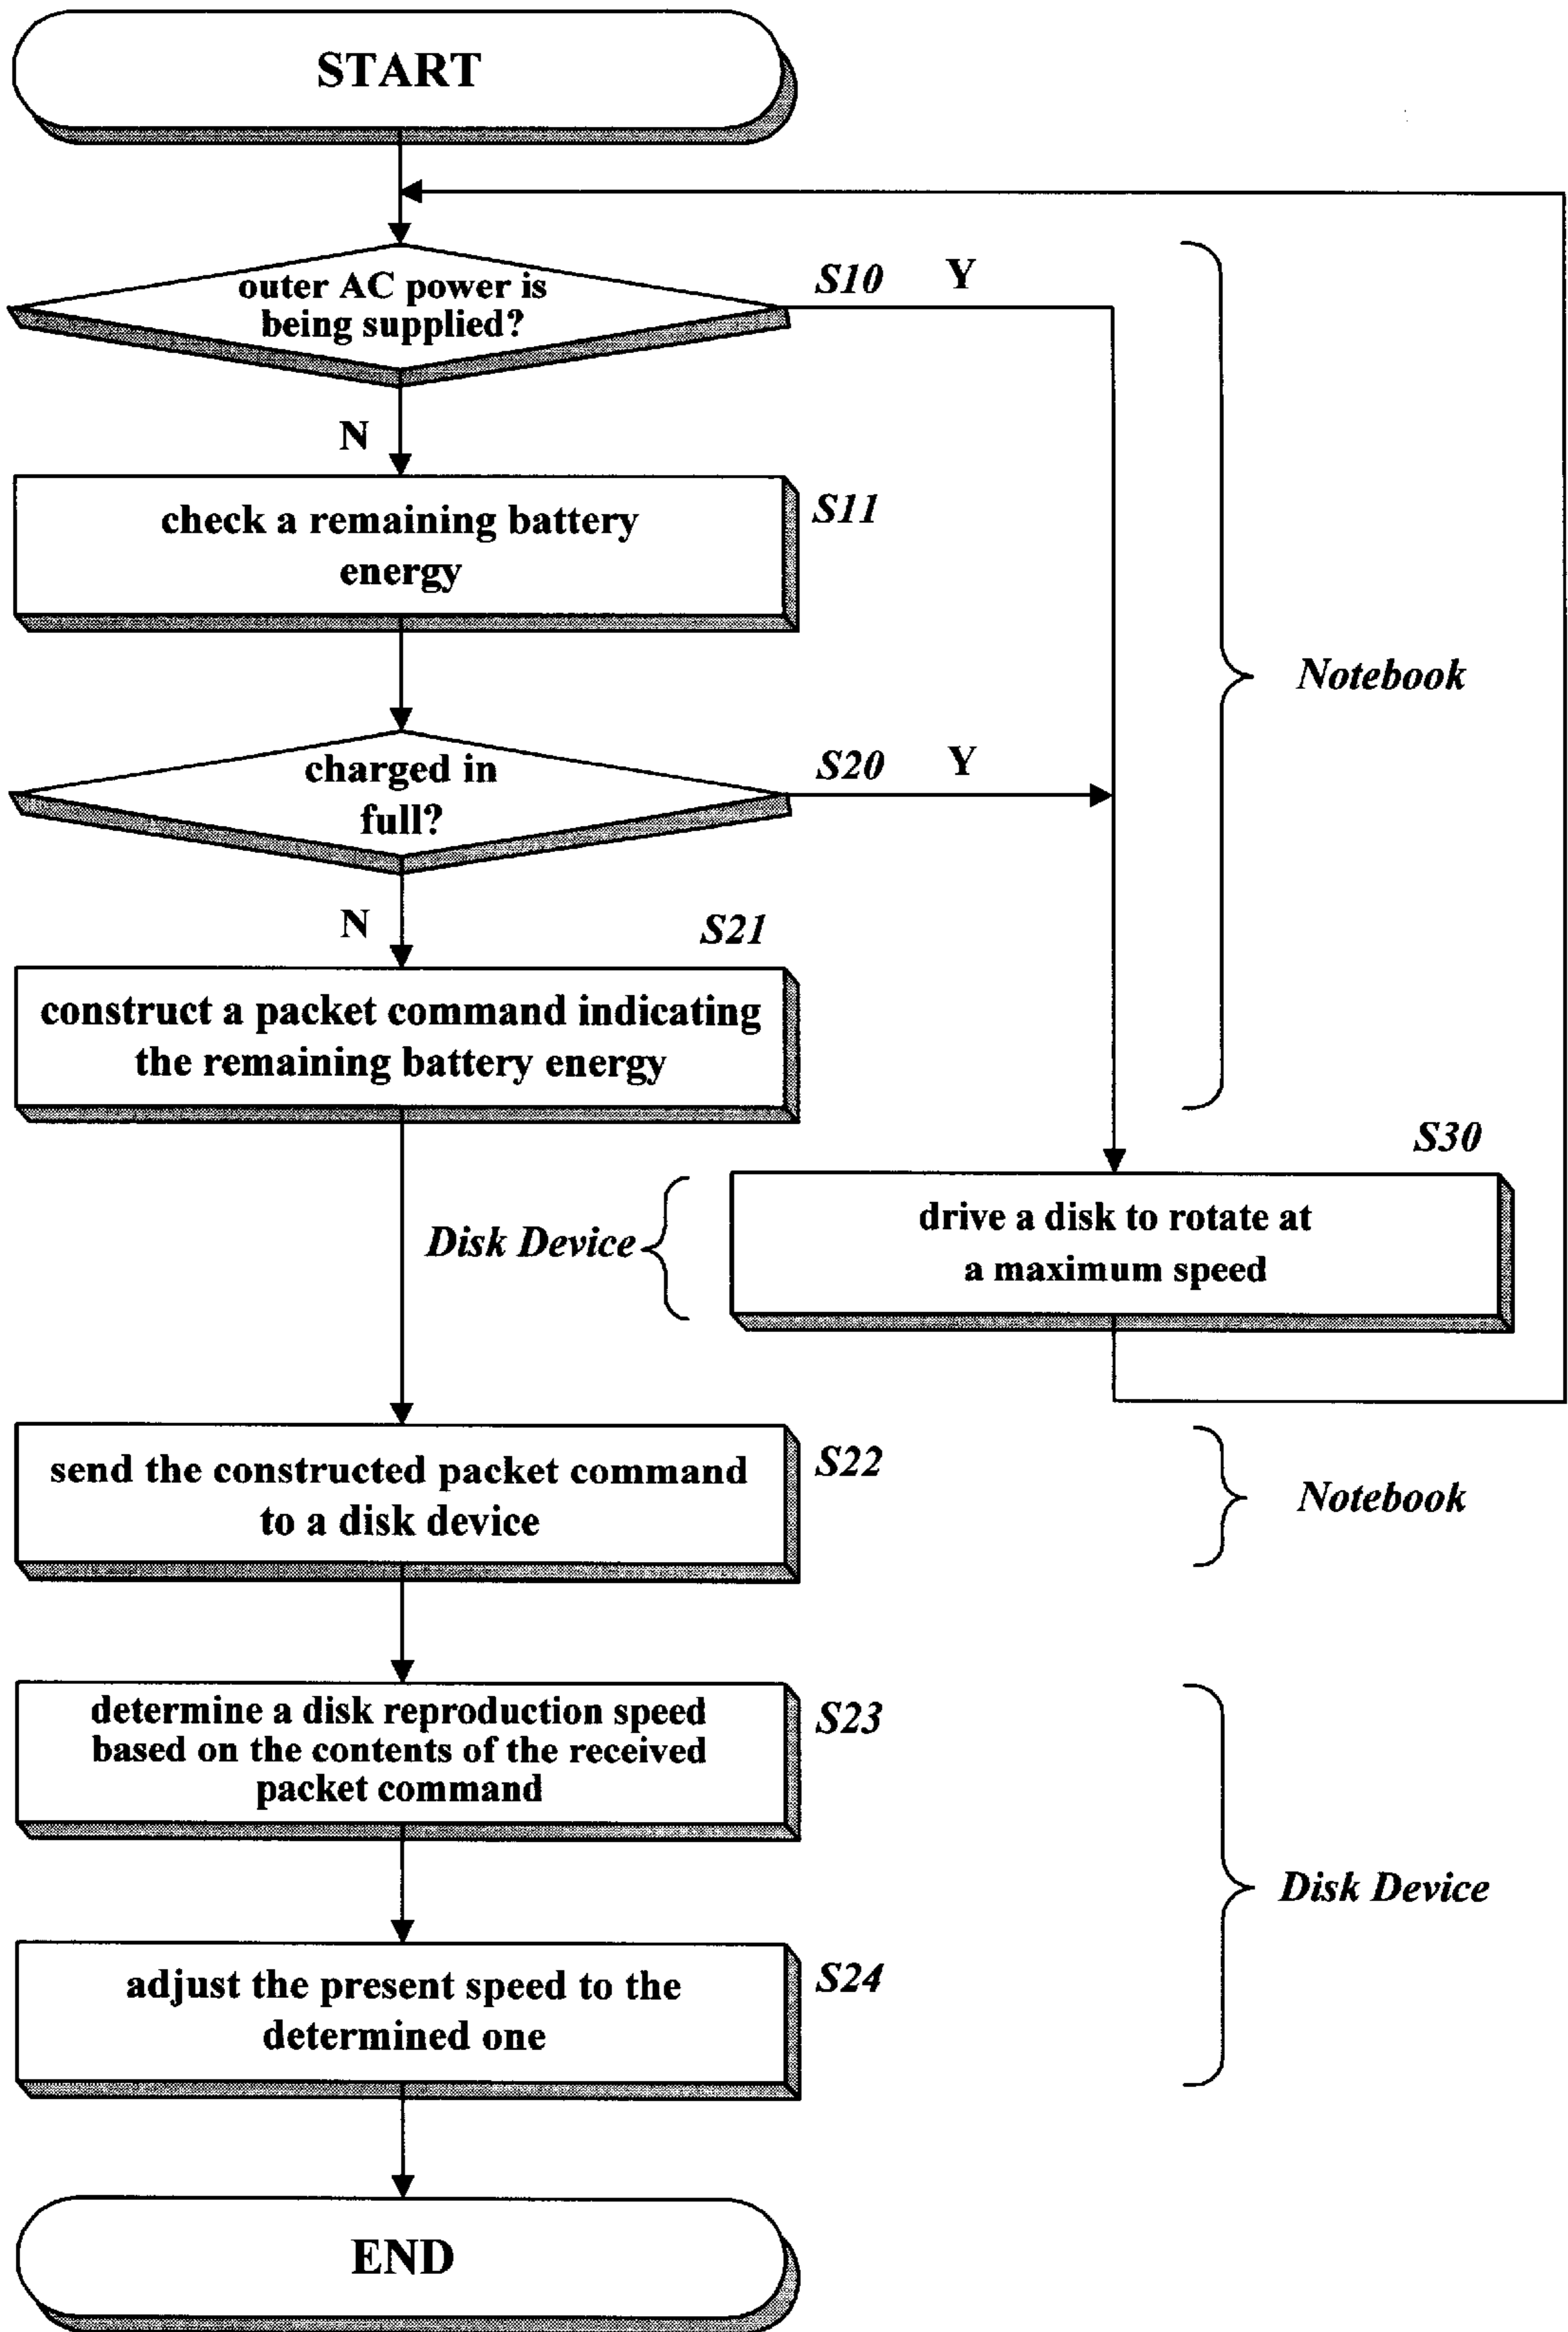 START
outer AC power is
being supplied?
S10
Y
N
check a remaining battery
energy
S11
Notebook
charged in
full?
S20
Y
N
S21
construct a packet command indicating
the remaining battery energy
S30
drive a disk to rotate at
a maximum speed
Disk Device
send the constructed packet command
to a disk device
S22
Notebook
determine a disk reproduction speed
based on the contents of the received
packet command
S23
Disk Device
adjust the present speed to the
determined one
S24
END